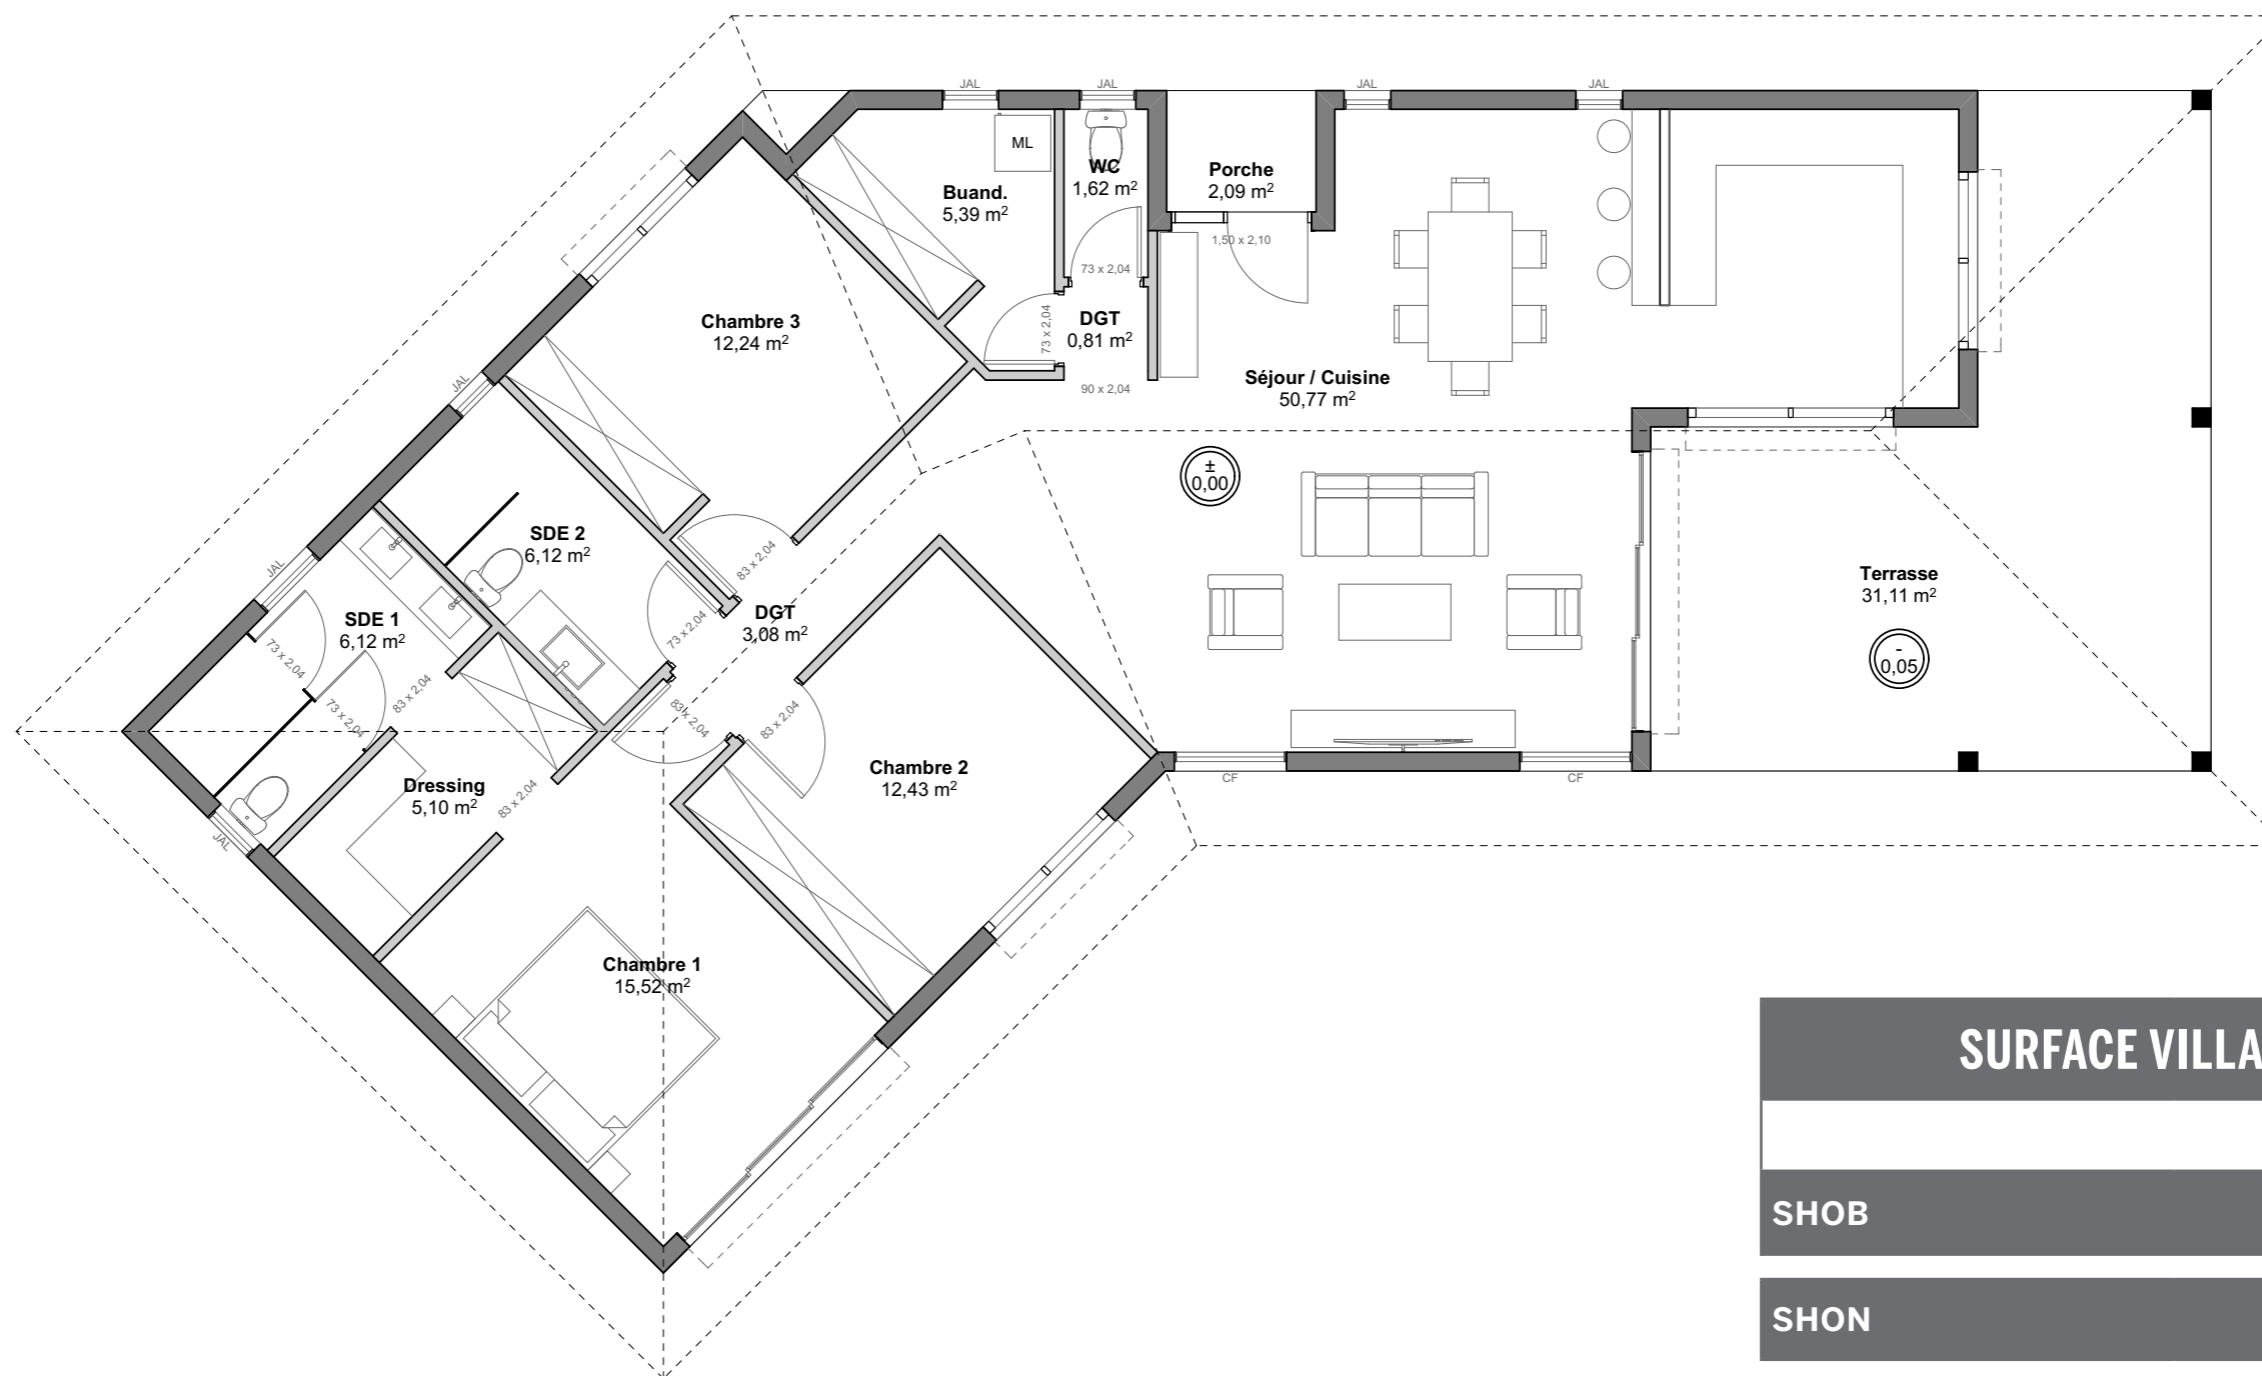 JAL
JAL
JAL
JAL
ML
WC
1,62 m²
Porche
2,09 m²
Buand.
5,39 m²
1,50 x 2,10
73 x 2,04
73 x 2,04
DGT
0,81 m²
90 x 2,04
Chambre 3
12,24 m²
Séjour / Cuisine
50,77 m²
JAL
±
0,00
SDE 2
6,12 m²
83 x 2,04
JAL
SDE 1
6,12 m²
73 x 2,04
DGT
3,08 m²
73 x 2,04
83 x 2,04
73 x 2,04
83 x 2,04
83 x 2,04
Terrasse
31,11 m²
-
0,05
Chambre 2
12,43 m²
CF
CF
Dressing
5,10 m²
83 x 2,04
JAL
Chambre 1
15,52 m²
SURFACE VILLA
SHOB
SHON